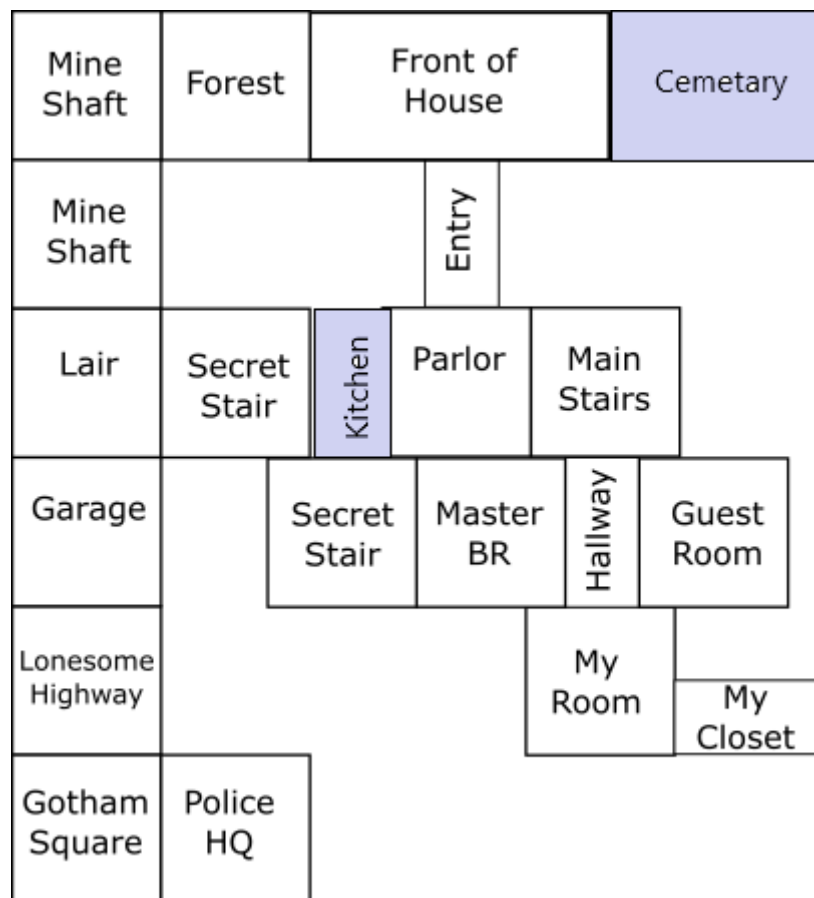 Mine
Shaft
Forest
Front of
House
Cemetary
Mine
Shaft
Entry
Lair
Secret
Stair
Kitchen
Parlor
Main
Stairs
Garage
Secret
Stair
Master
BR
Hallway
Guest
Room
Lonesome
Highway
My
Room
My
Closet
Gotham
Square
Police
HQ